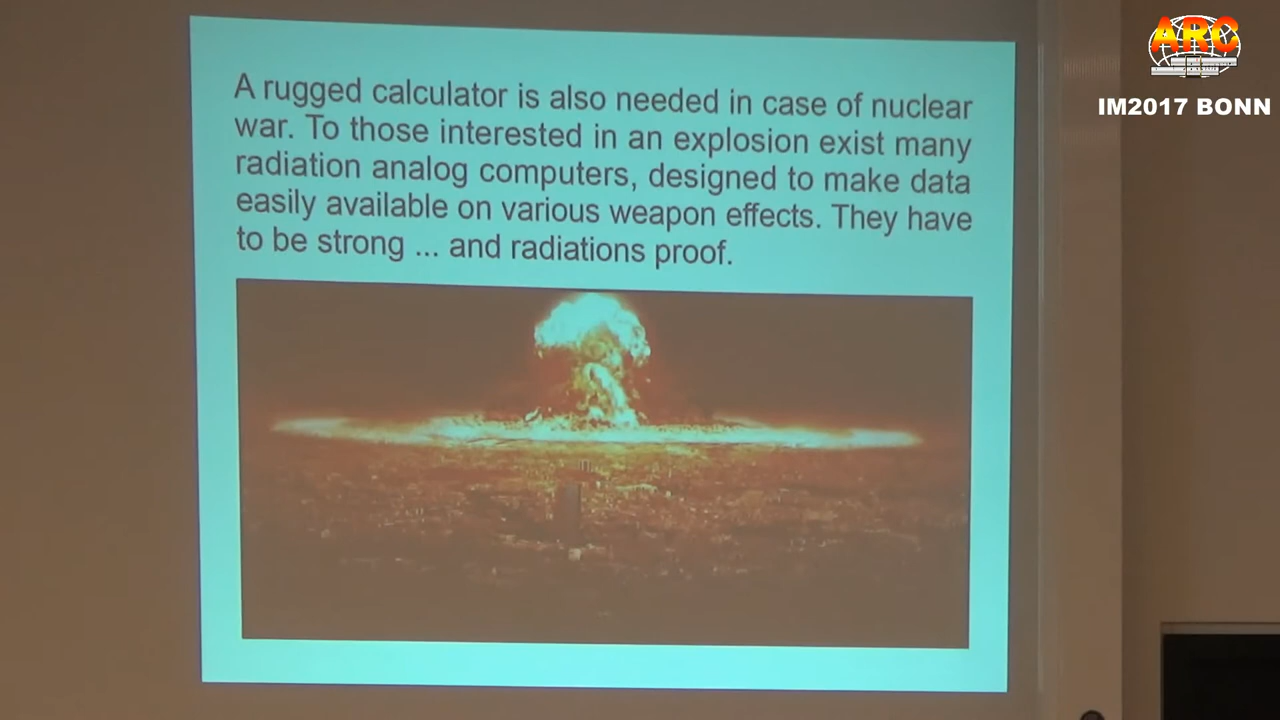 A rugged calculator is also needed in case of nuclear
war. To those interested in an explosion exist many
radiation analog computers, designed to make data
easily available on various weapon effects. They have
to be strong ... and radiations proof.
ARC
IM2017 BONN